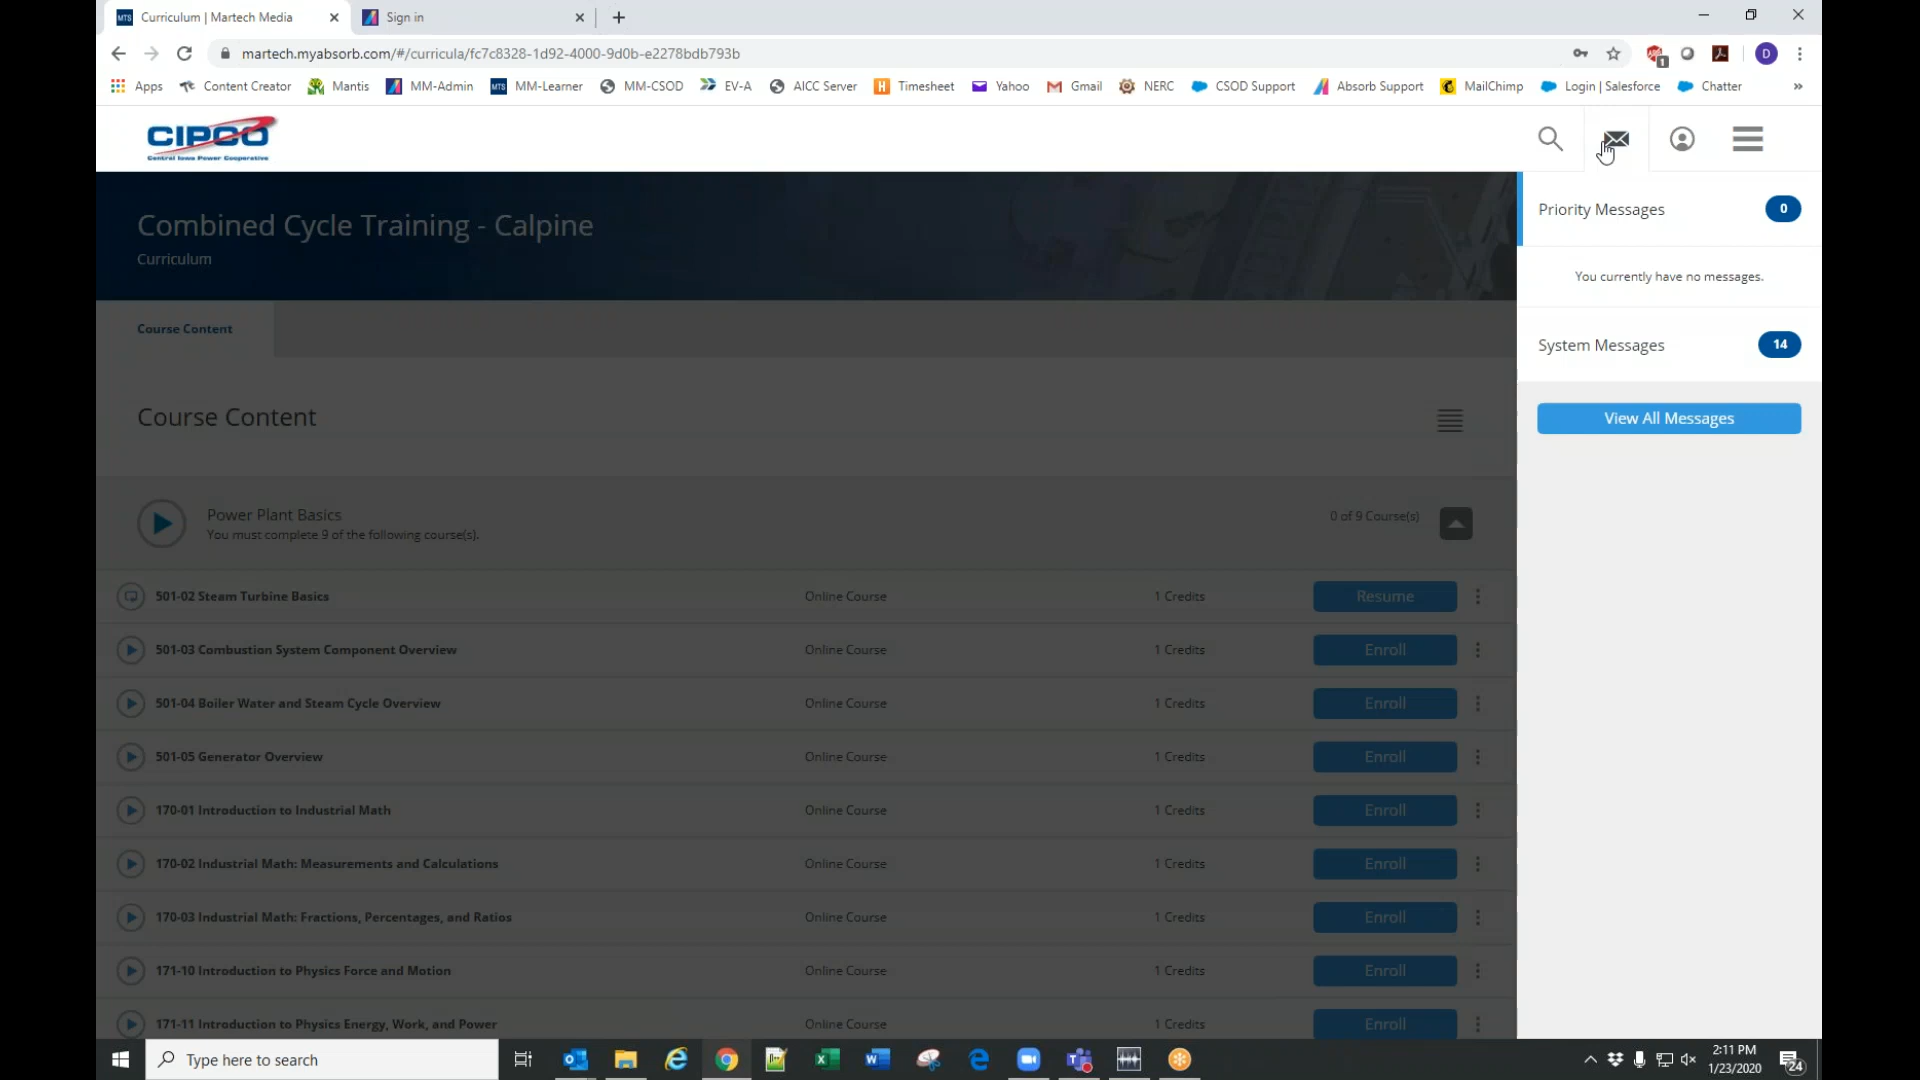 Curriculum | Martech Media
Sign in
martech.myabsorb.com/#/curricula/fc7c8328-1d92-4000-9d0b-e2278bdb793b
1
D
Apps Content Creator Mantis MM-Admin MTS MM-Learner MM-CSOD EV-A AICC Server Timesheet Yahoo Gmail NERC CSOD Support Absorb Support MailChimp Login | Salesforce Chatter »
CIPCO
Central Iowa Power Cooperative
Combined Cycle Training - Calpine
Curriculum
Priority Messages 0
You currently have no messages.
System Messages 14
View All Messages
Course Content
Course Content
Power Plant Basics
You must complete 9 of the following course(s).
0 of 9 Course(s)
501-02 Steam Turbine Basics Online Course 1 Credits Resume
501-03 Combustion System Component Overview Online Course 1 Credits Enroll
501-04 Boiler Water and Steam Cycle Overview Online Course 1 Credits Enroll
501-05 Generator Overview Online Course 1 Credits Enroll
170-01 Introduction to Industrial Math Online Course 1 Credits Enroll
170-02 Industrial Math: Measurements and Calculations Online Course 1 Credits Enroll
170-03 Industrial Math: Fractions, Percentages, and Ratios Online Course 1 Credits Enroll
171-10 Introduction to Physics Force and Motion Online Course 1 Credits Enroll
171-11 Introduction to Physics Energy, Work, and Power Online Course 1 Credits Enroll
Type here to search
2:11 PM
1/23/2020
24